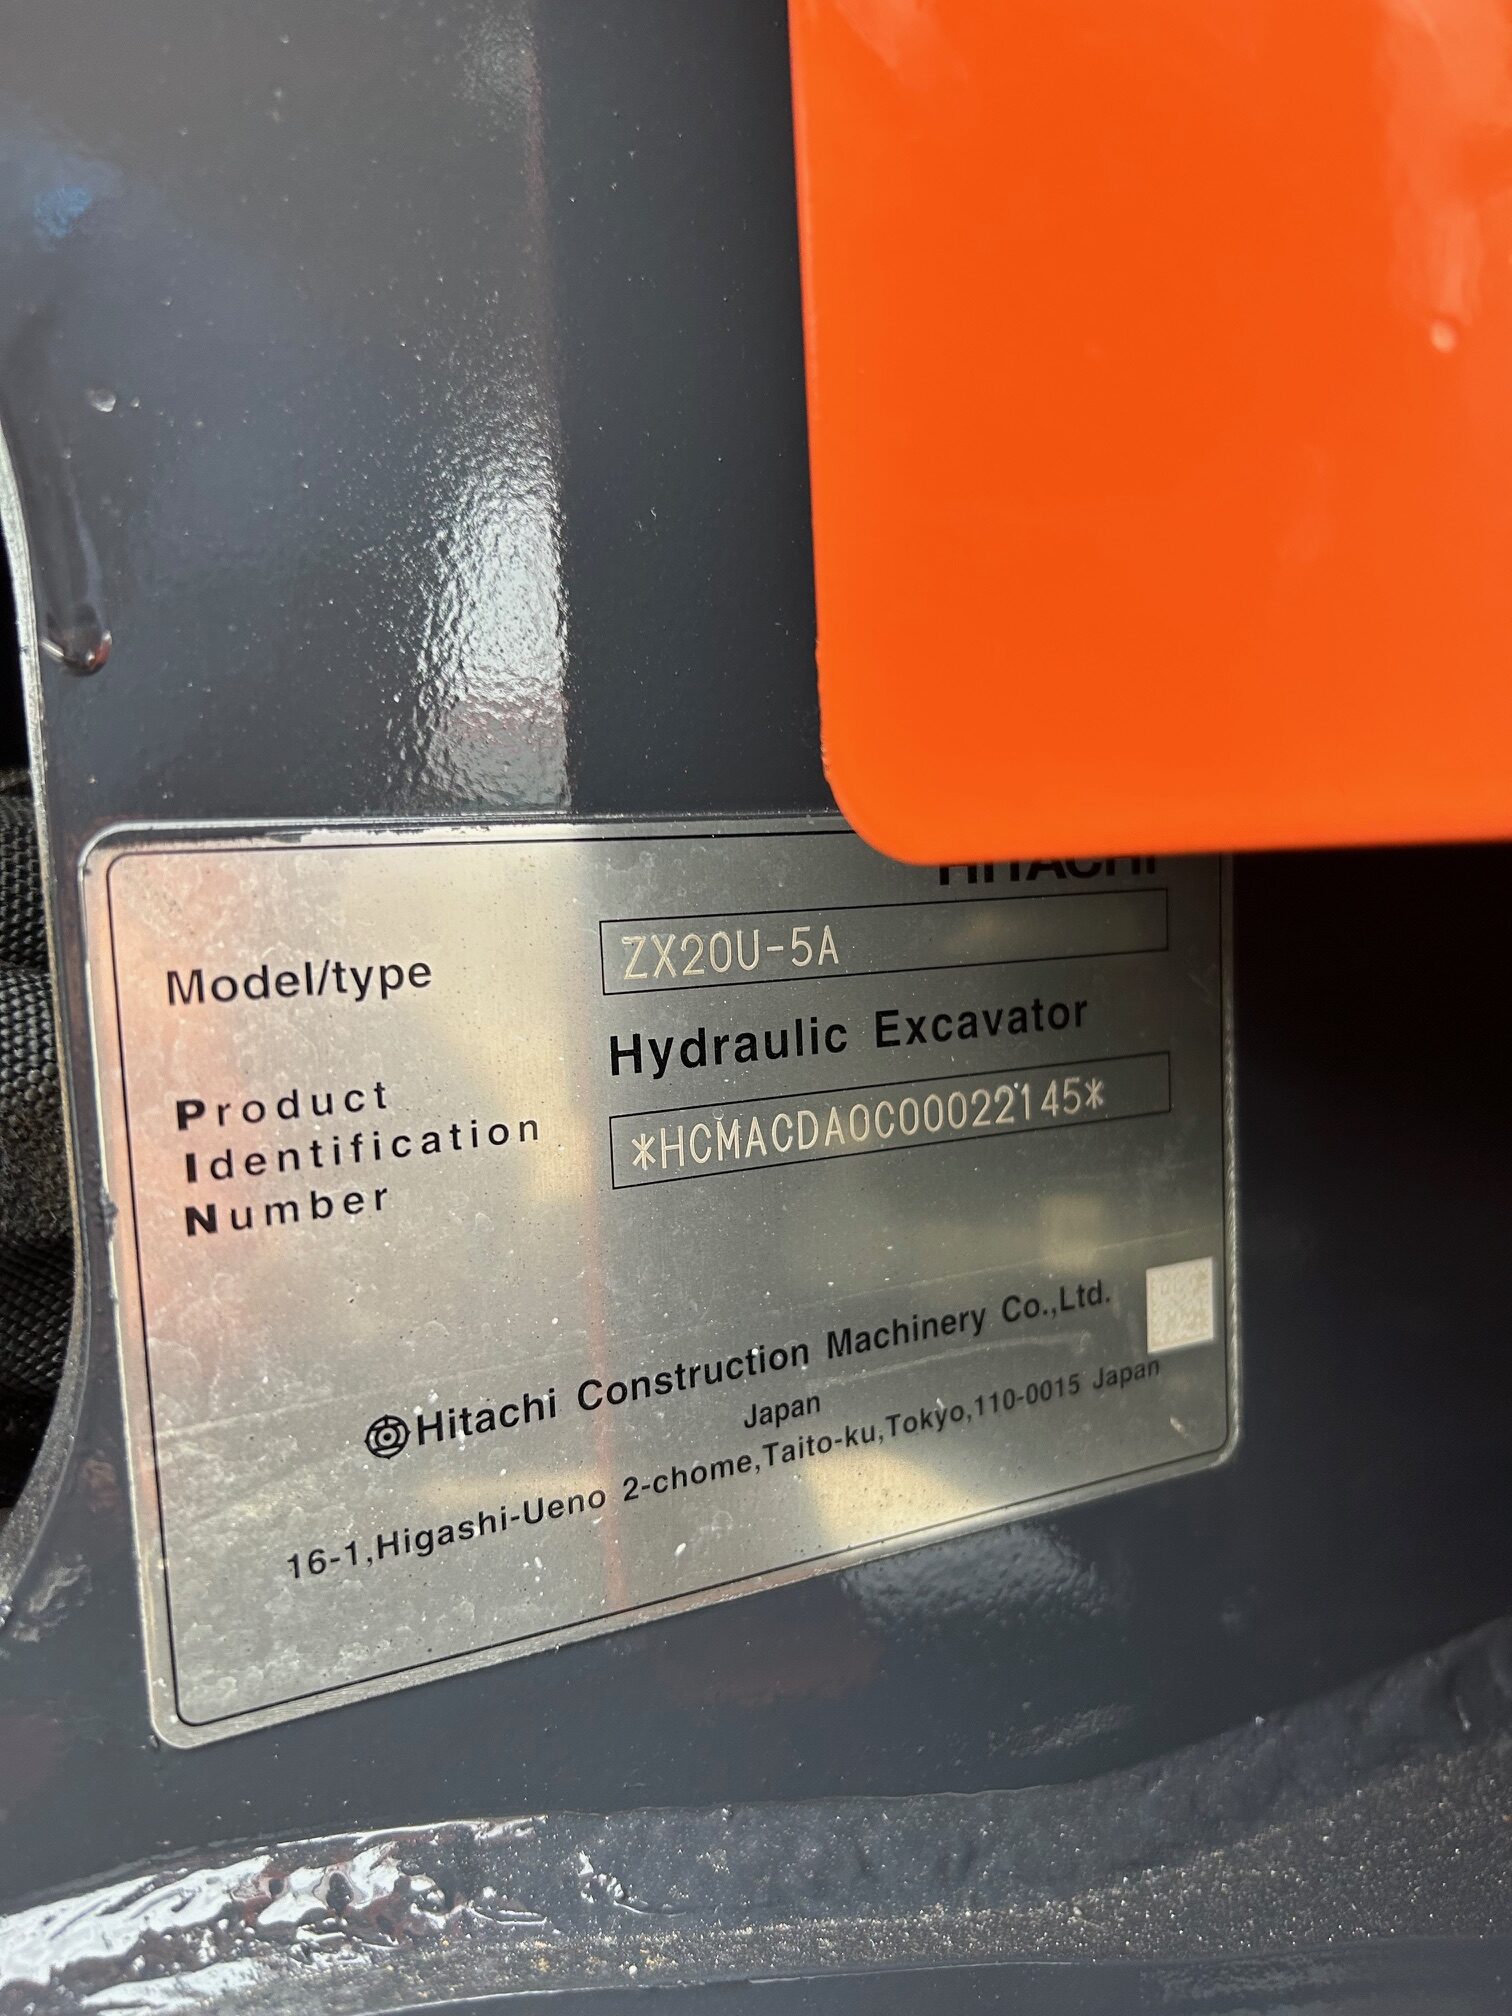 HITACHI
Model/type ZX20U-5A
Hydraulic Excavator
Product
Identification
Number
*HCMACDA0C00022145*
Hitachi Construction Machinery Co.,Ltd.
Japan
16-1,Higashi-Ueno 2-chome,Taito-ku,Tokyo,110-0015 Japan